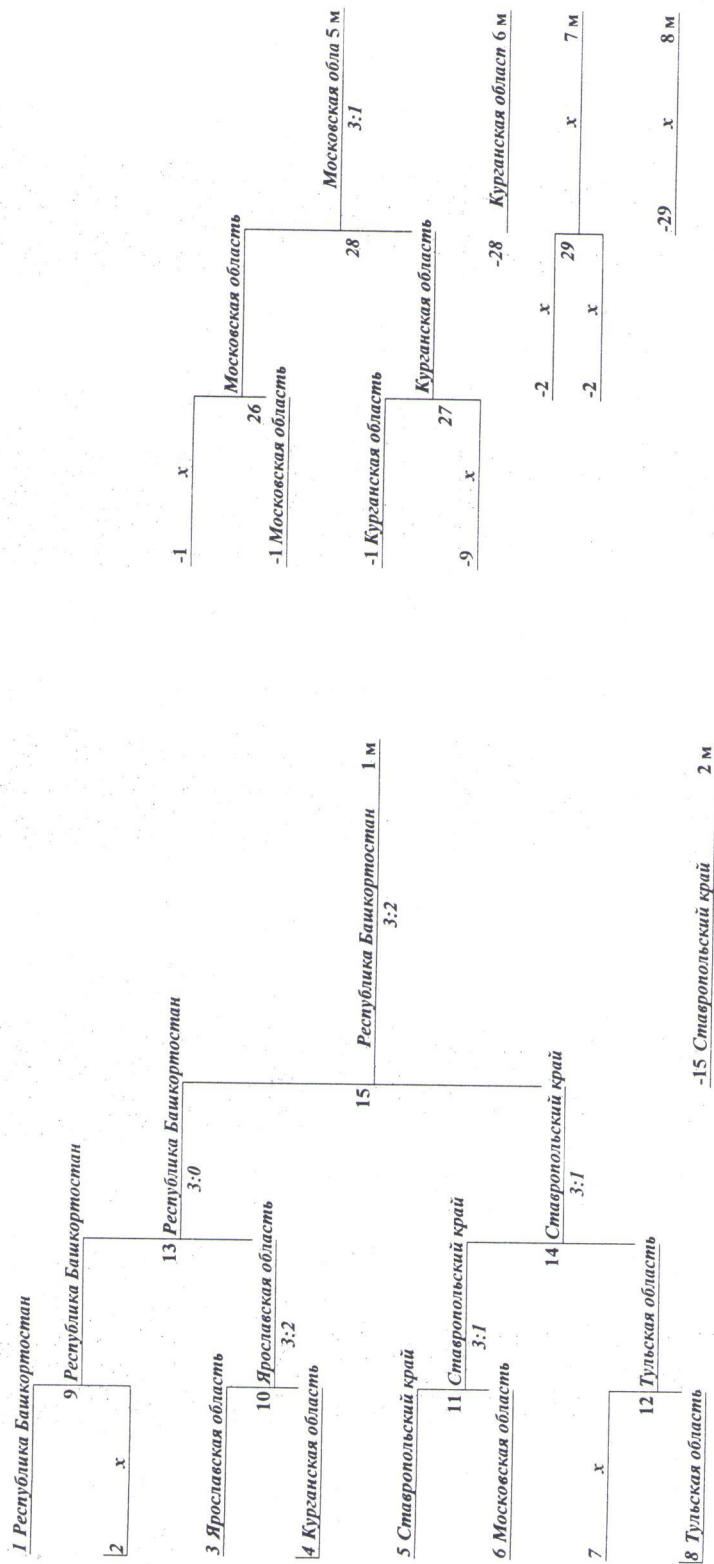 1 Республика Башкортостан
9 Республика Башкортостан
2 х
13 Республика Башкортостан
3:0
3 Ярославская область
10 Ярославская область
3:2
4 Курганская область
15
Республика Башкортостан 1 м
3:2
5 Ставропольский край
11 Ставропольский край
3:1
6 Московская область
14 Ставропольский край
3:1
7 х
12 Тульская область
8 Тульская область
-15 Ставропольский край 2 м
-1 х
26
Московская область
-1 Московская область
28
Московская обла 5 м
3:1
-1 Курганская область
27
Курганская область
-9 х
-28 Курганская област 6 м
-2 х
29
х 7 м
-2 х
-29 х 8 м